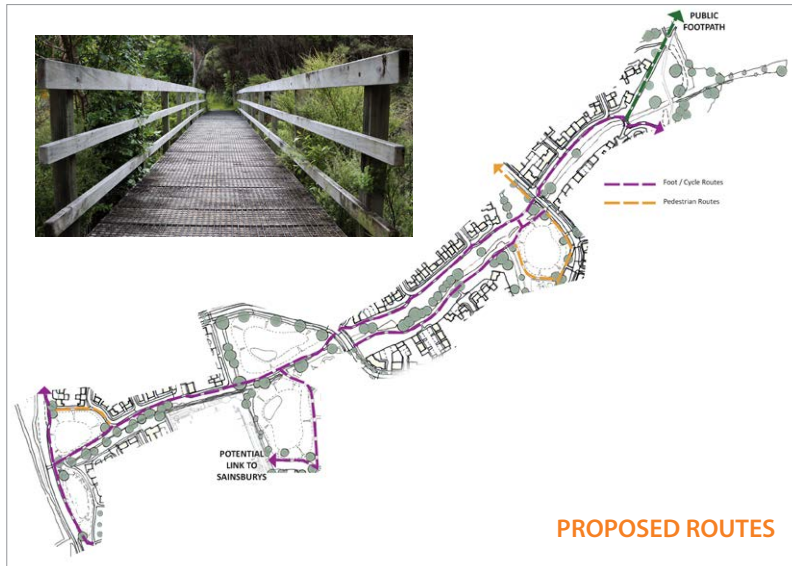 PUBLIC
FOOTPATH
Foot / Cycle Routes
Pedestrian Routes
POTENTIAL
LINK TO
SAINSBURYS
PROPOSED ROUTES